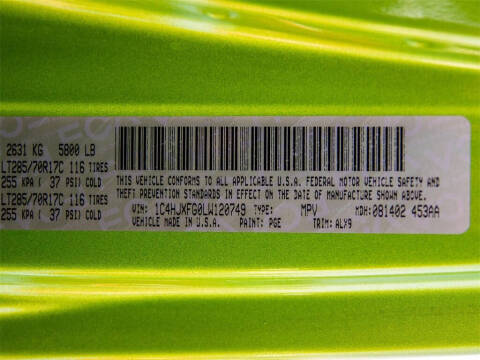 2631 KG 5800 LB
LT285/70R17C 116 TIRES
255 KPA ( 37 PSI) COLD
LT285/70R17C 116 TIRES
255 KPA ( 37 PSI) COLD
THIS VEHICLE CONFORMS TO ALL APPLICABLE U.S.A. FEDERAL MOTOR VEHICLE SAFETY AND
THEFT PREVENTION STANDARDS IN EFFECT ON THE DATE OF MANUFACTURE SHOWN ABOVE.
VIN: 1C4HJXFG0LW120749 TYPE: MPV MDH: 081402 453AA
VEHICLE MADE IN U.S.A. PAINT: PGE TRIM: ALX9